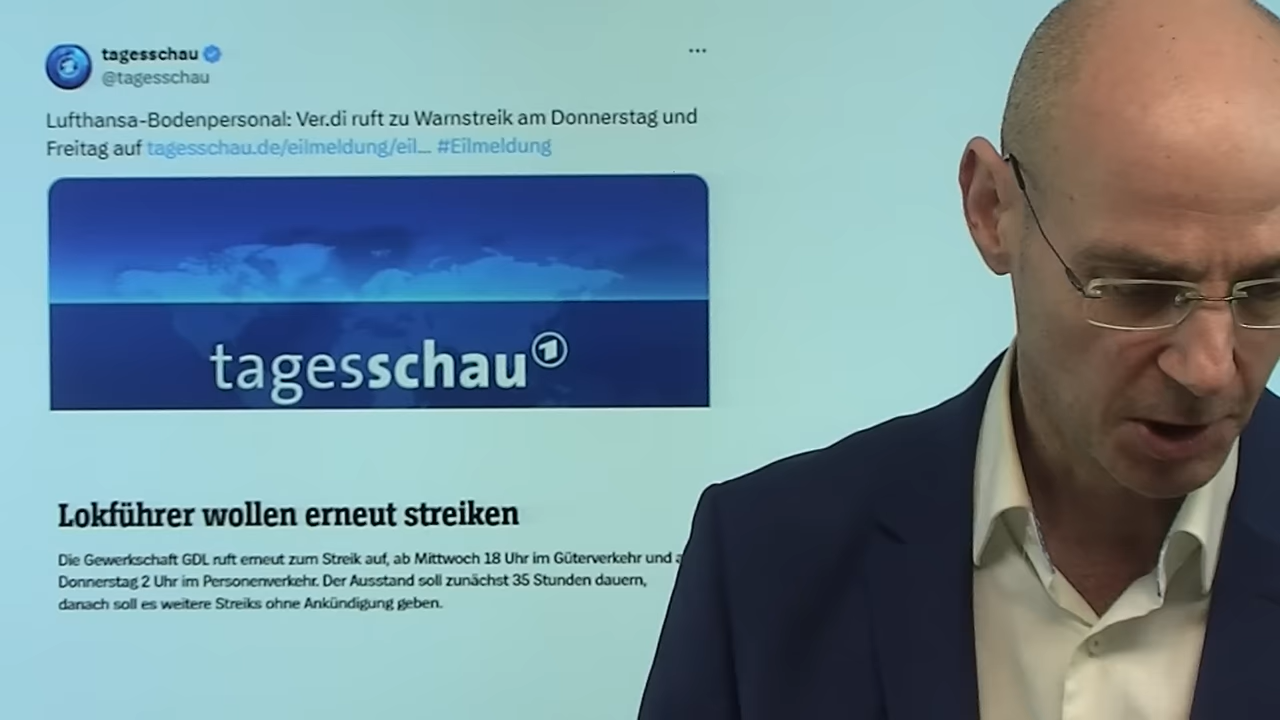 tagesschau
@tagesschau
Lufthansa-Bodenpersonal: Ver.di ruft zu Warnstreik am Donnerstag und
Freitag auf tagesschau.de/eilmeldung/eil... #Eilmeldung
tagesschau
Lokführer wollen erneut streiken
Die Gewerkschaft GDL ruft erneut zum Streik auf, ab Mittwoch 18 Uhr im Güterverkehr und
Donnerstag 2 Uhr im Personenverkehr. Der Ausstand soll zunächst 35 Stunden dauern,
danach soll es weitere Streiks ohne Ankündigung geben.